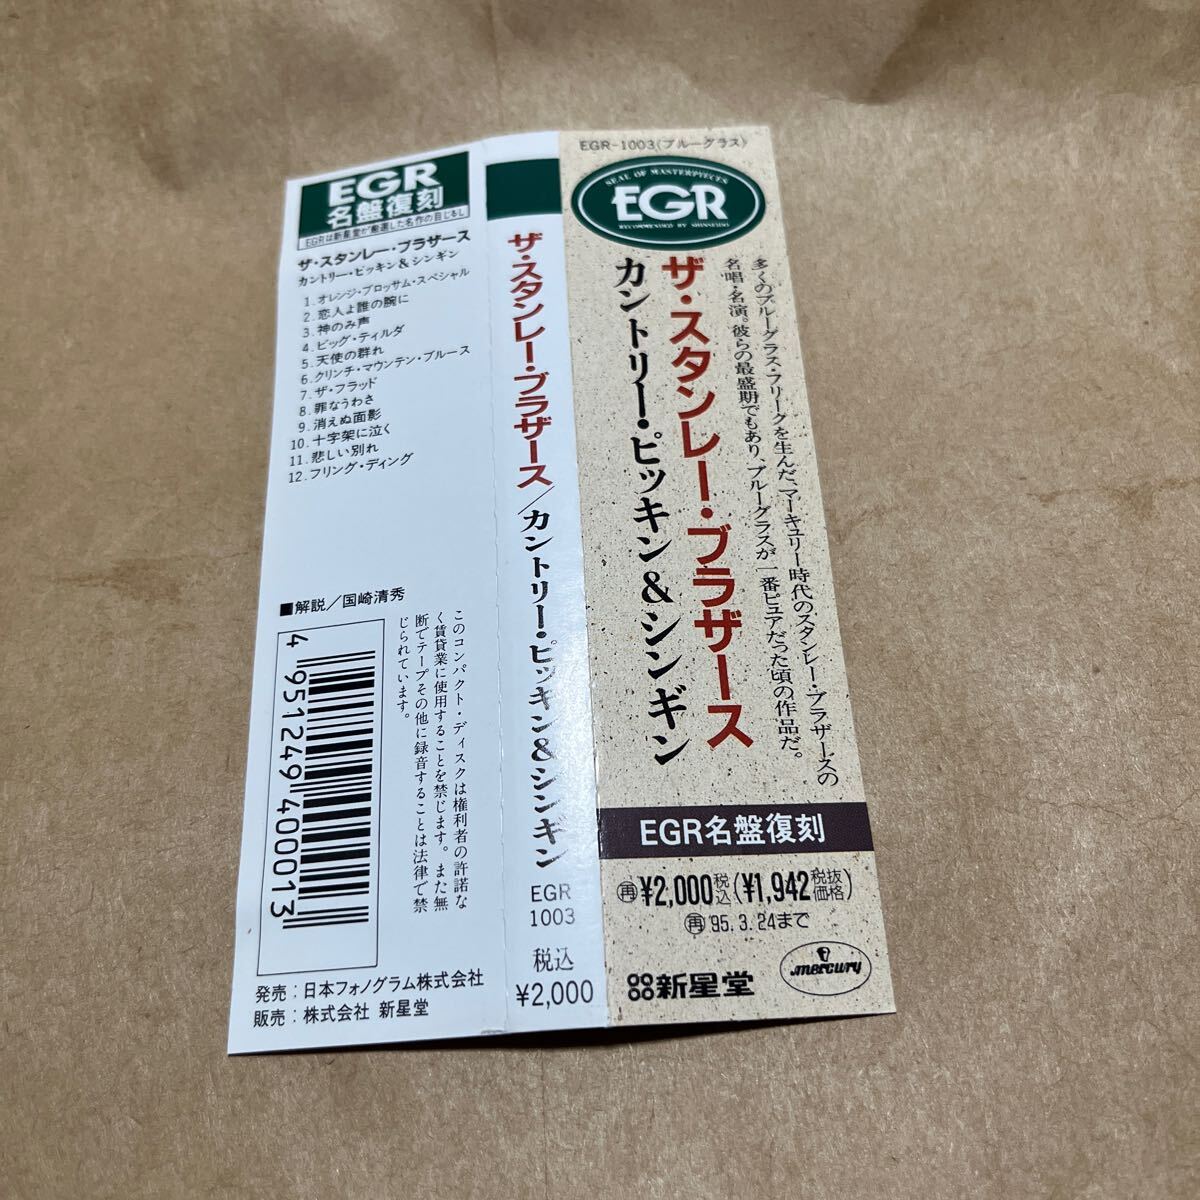 EGR
名盤復刻
EGRは新星堂が厳選した名作の目じるし
ザ・スタンレー・ブラザース
カントリー・ピッキン&シンギン
1. オレンジ・ブロッサム・スペシャル
2. 恋人よ誰の腕に
3. 神のみ声
4. ビッグ・ティルダ
5. 天使の群れ
6. クリンチ・マウンテン・ブルース
7. ザ・フラッド
8. 罪なうわさ
9. 消えぬ面影
10. 十字架に泣く
11. 悲しい別れ
12. フリング・ディング
■解説/国崎清秀
4951249400013
このコンパクト・ディスクは権利者の許諾な
く賃貸業に使用することを禁じます。また無
断でテープその他に録音することは法律で禁
じられています。
発売:日本フォノグラム株式会社
販売:株式会社 新星堂
ザ・スタンレー・ブラザース/カントリー・ピッキン&シンギン
EGR
1003
税込
¥2,000
EGR-1003(ブルーグラス)
SEAL OF MASTERPIECES
EGR
RECOMMENDED BY SHINSEIDO
多くのブルーグラス・フリークを生んだ、マーキュリー時代のスタンレー・ブラザースの
名唱・名演。彼らの最盛期でもあり、ブルーグラスが一番ピュアだった頃の作品だ。
ザ・スタンレー・ブラザース
カントリー・ピッキン&シンギン
EGR名盤復刻
再¥2,000税込(¥1,942税抜価格)
再'95.3.24まで
新星堂
mercury